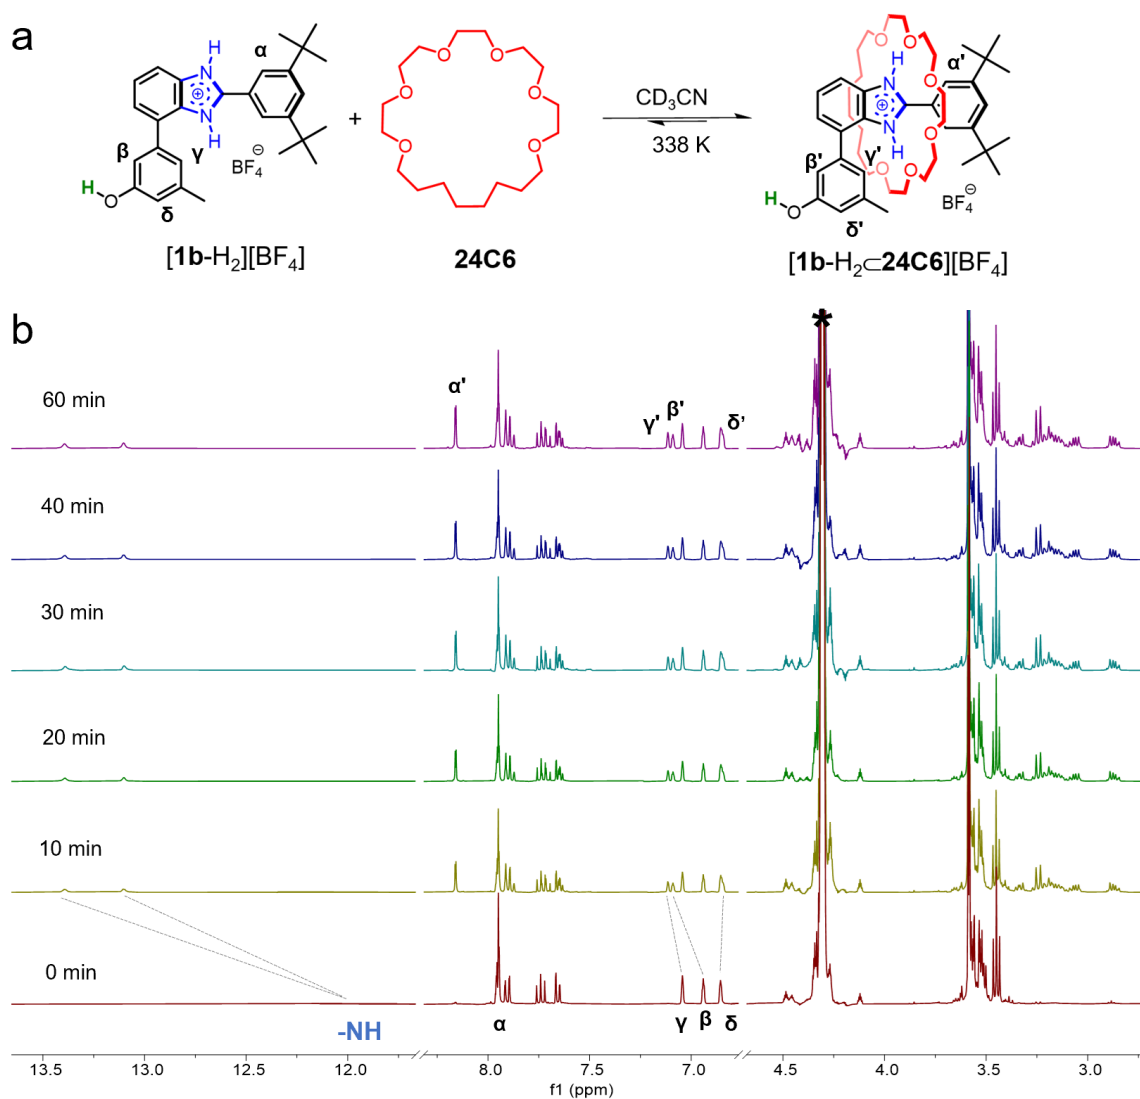 a
H
N
⊕
N
H
α
β
γ
δ
H
O
BF4⊖
[1b-H2][BF4]
+
O
O
O
O
O
O
24C6
CD3CN
338 K
O
O
O
O
O
O
H
N
⊕
N
H
α'
β'
γ'
δ'
H
O
BF4⊖
[1b-H2⊂24C6][BF4]
b
*
60 min
α'
γ'
β'
δ'
40 min
30 min
20 min
10 min
0 min
-NH
α
γ
β
δ
13.5 13.0 12.5 12.0 8.0 7.5 7.0 4.5 4.0 3.5 3.0
f1 (ppm)